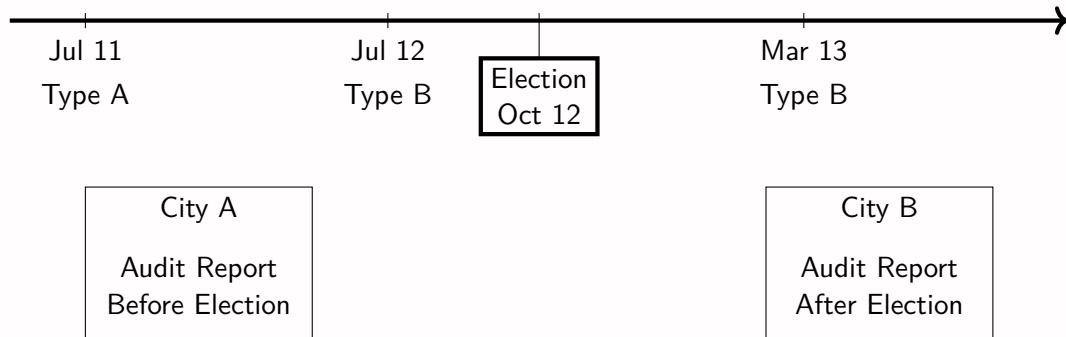 Jul 11
Jul 12
Mar 13
Type A
Type B
Type B
Election
Oct 12
City A
City B
Audit Report
Before Election
Audit Report
After Election